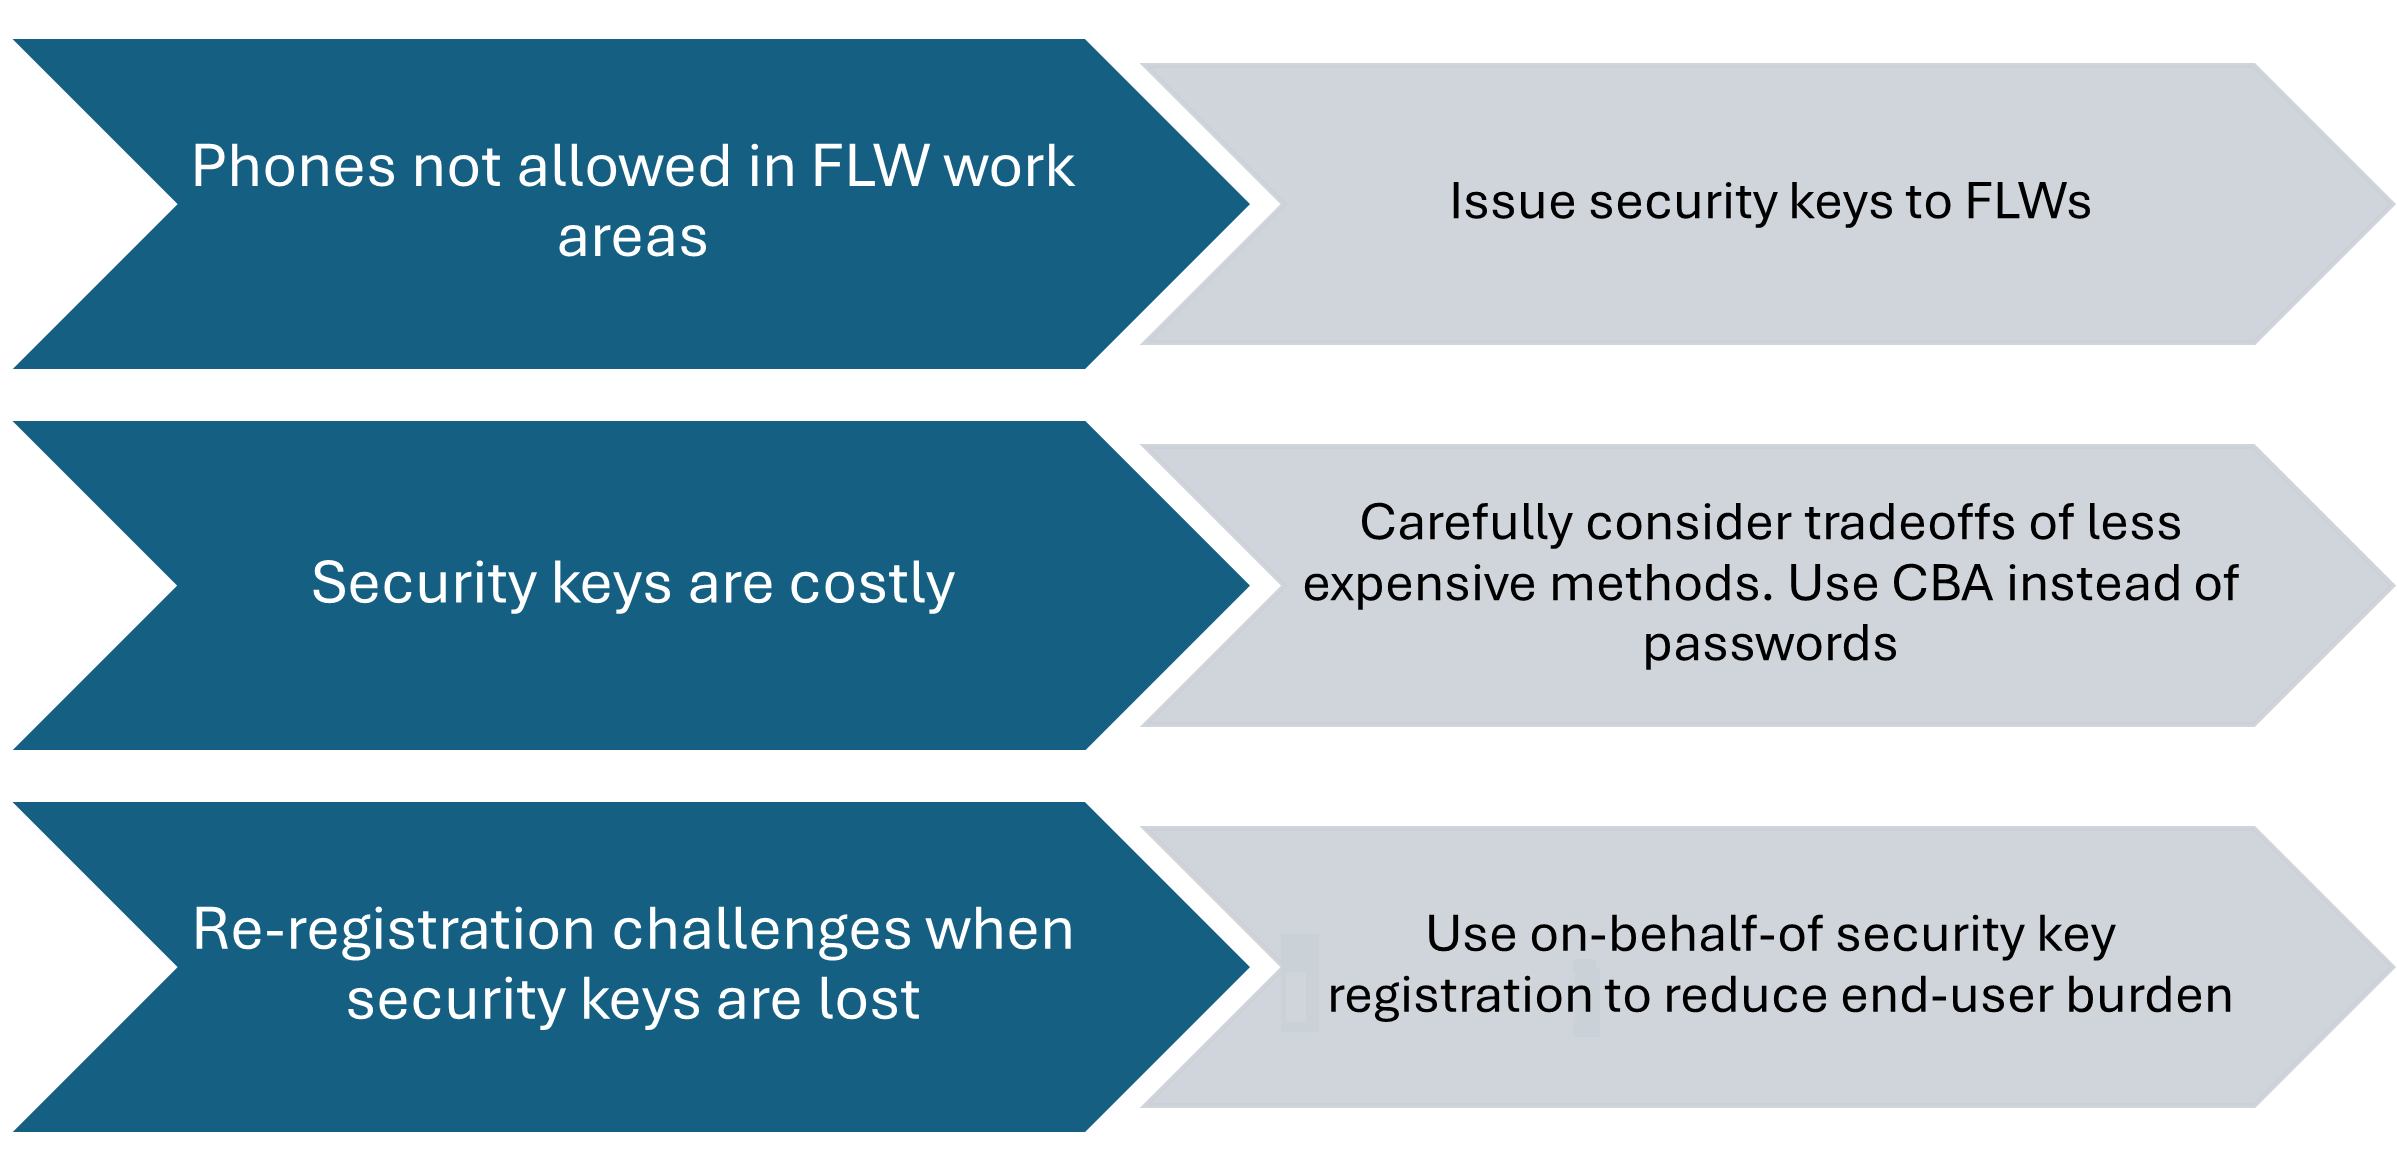 Phones not allowed in FLW work
areas
Issue security keys to FLWs
Security keys are costly
Carefully consider tradeoffs of less
expensive methods. Use CBA instead of
passwords
Re-registration challenges when
security keys are lost
Use on-behalf-of security key
registration to reduce end-user burden